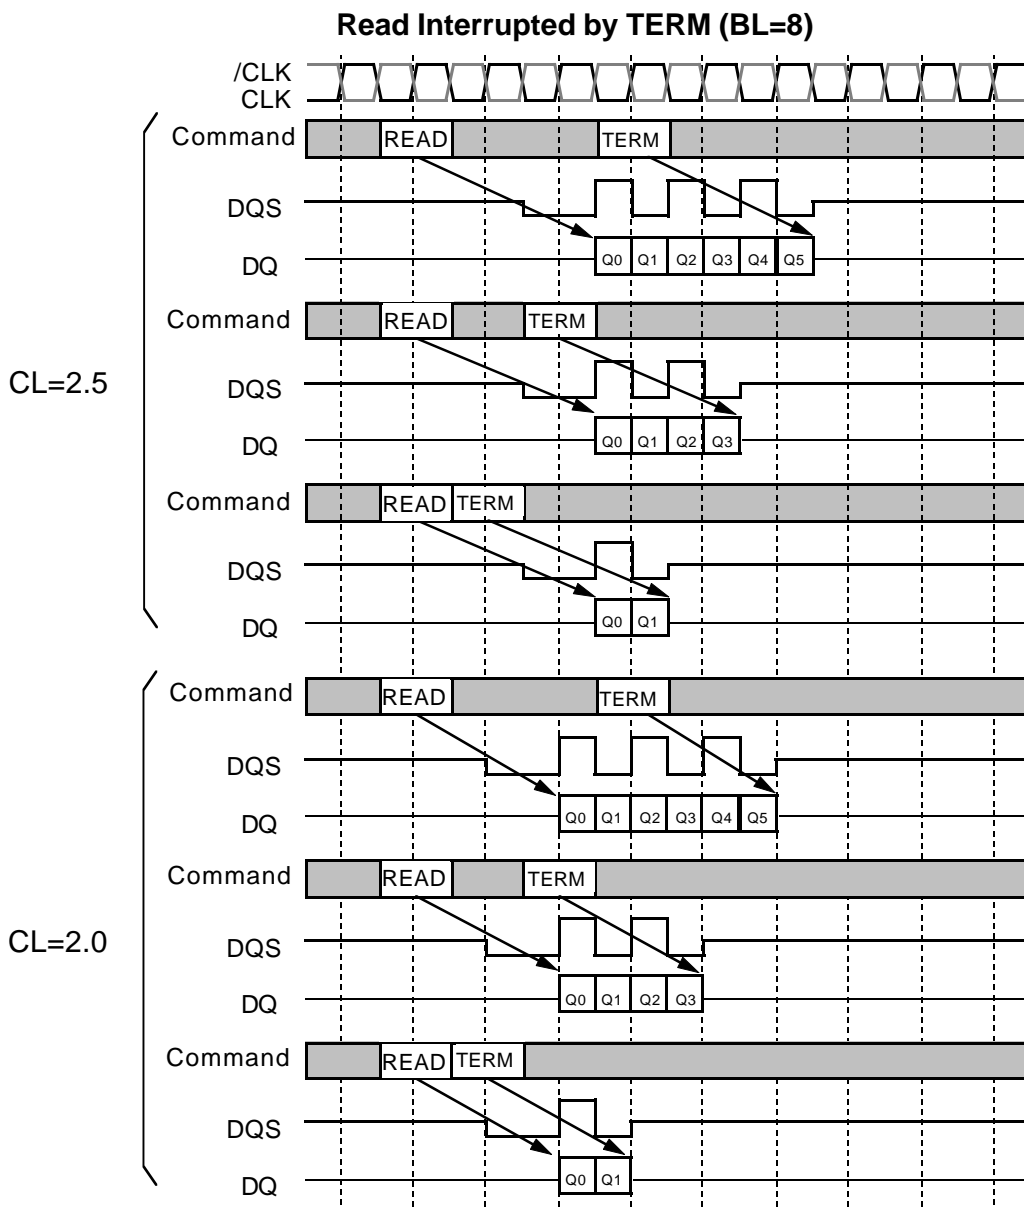 Read Interrupted by TERM (BL=8)
/CLK
CLK
Command READ TERM
DQS
DQ Q0 Q1 Q2 Q3 Q4 Q5
Command READ TERM
CL=2.5
DQS
DQ Q0 Q1 Q2 Q3
Command READ TERM
DQS
DQ Q0 Q1
Command READ TERM
DQS
DQ Q0 Q1 Q2 Q3 Q4 Q5
Command READ TERM
CL=2.0
DQS
DQ Q0 Q1 Q2 Q3
Command READ TERM
DQS
DQ Q0 Q1